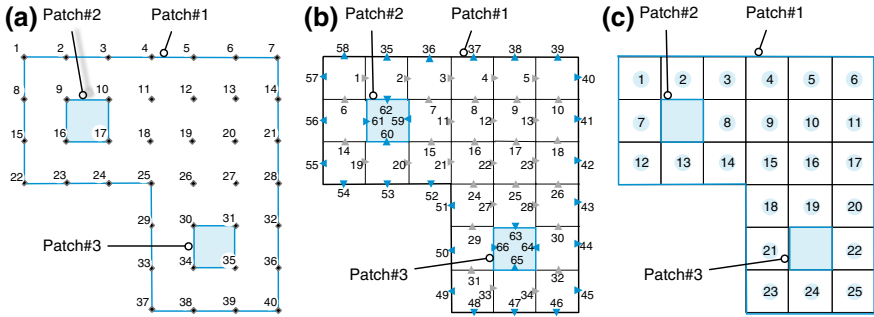 (a) Patch#2 Patch#1
1 2 3 4 5 6 7
8 9 10 11 12 13 14
15 16 17 18 19 20 21
22 23 24 25 26 27 28
29 30 31 32
Patch#3
33 34 35 36
37 38 39 40
(b) Patch#2 Patch#1
58 35 36 37 38 39
57 1 2 3 4 5 40
6 62 7 8 9 10
56 61 59 11 12 13 41
60
14 15 16 17 18
55 19 20 21 22 23 42
54 53 52
51 24 25 26 43
27 28
50 29 63 30 44
66 64
65
Patch#3
31 32
49 33 34 45
48 47 46
(c) Patch#2 Patch#1
1 2 3 4 5 6
7 8 9 10 11
12 13 14 15 16 17
18 19 20
21 22
Patch#3
23 24 25